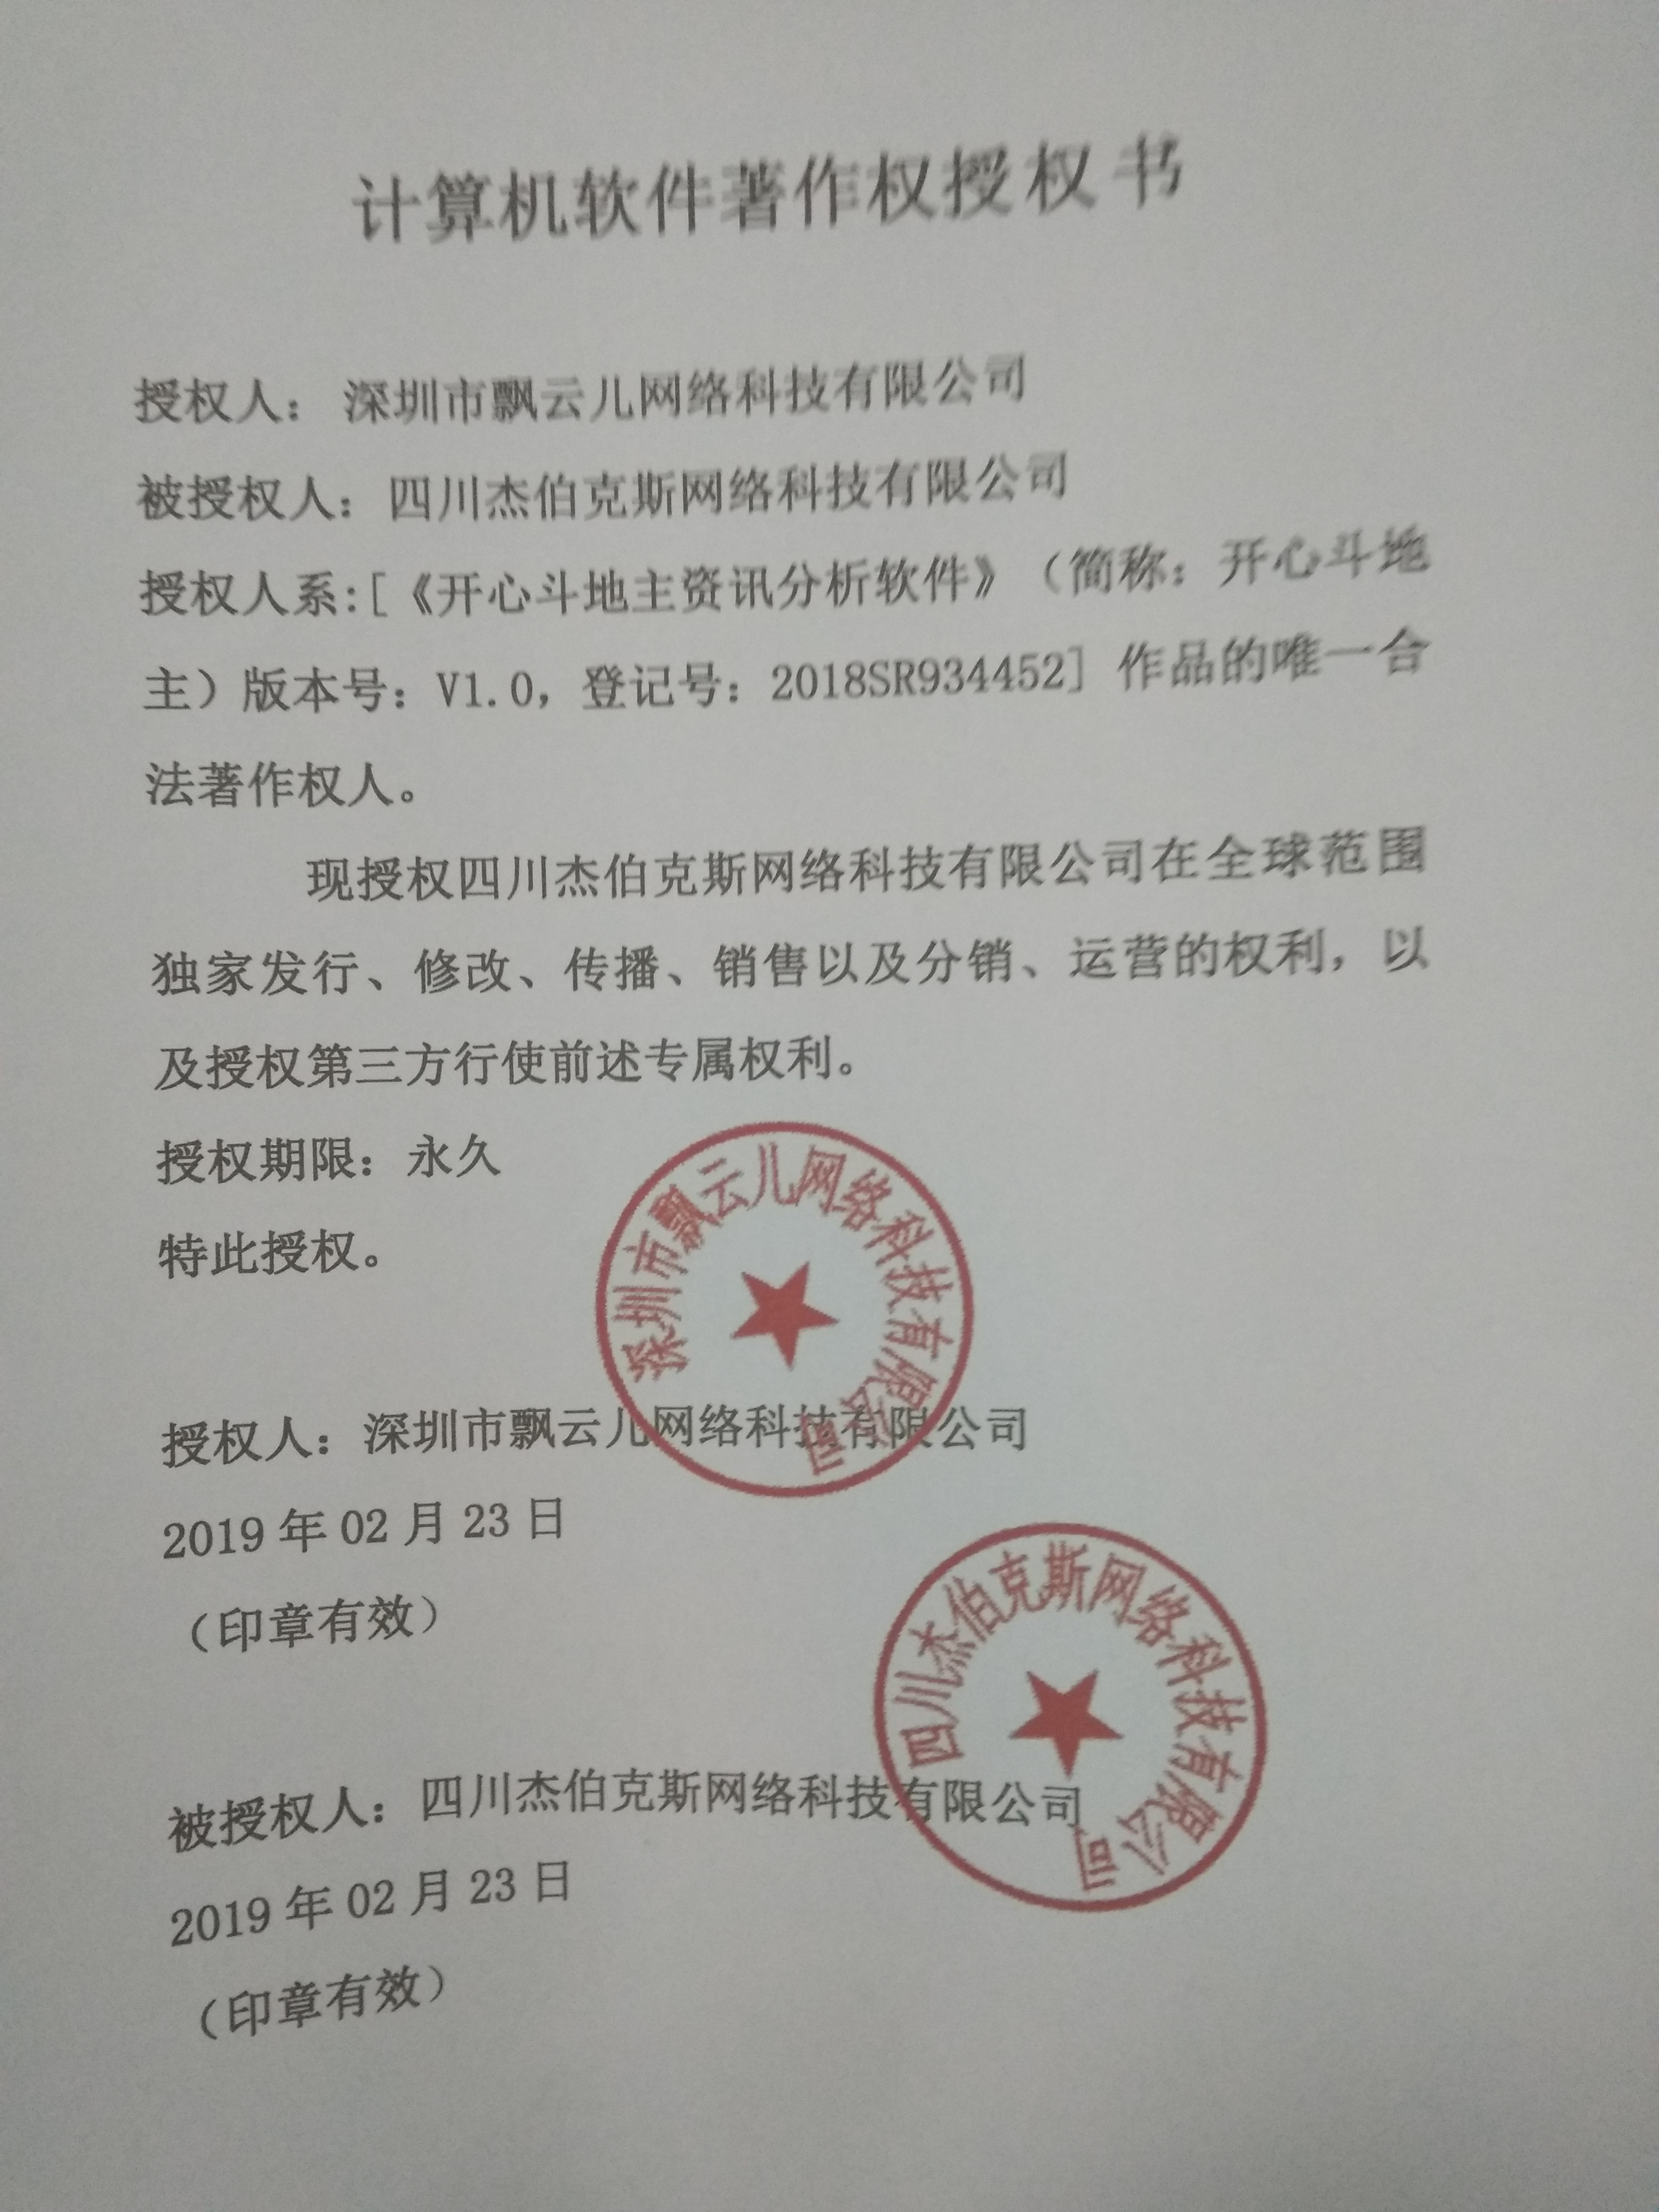 计算机软件著作权授权书
授权人：深圳市飘云儿网络科技有限公司
被授权人：四川杰伯克斯网络科技有限公司
授权人系:[《开心斗地主资讯分析软件》（简称：开心斗地
主）版本号：V1.0，登记号：2018SR934452] 作品的唯一合
法著作权人。
现授权四川杰伯克斯网络科技有限公司在全球范围
独家发行、修改、传播、销售以及分销、运营的权利，以
及授权第三方行使前述专属权利。
授权期限：永久
特此授权。
深圳市飘云儿网络科技有限公司
授权人：深圳市飘云儿网络科技有限公司
2019 年 02 月 23 日
（印章有效）
四川杰伯克斯网络科技有限公司
被授权人：四川杰伯克斯网络科技有限公司
2019 年 02 月 23 日
（印章有效）